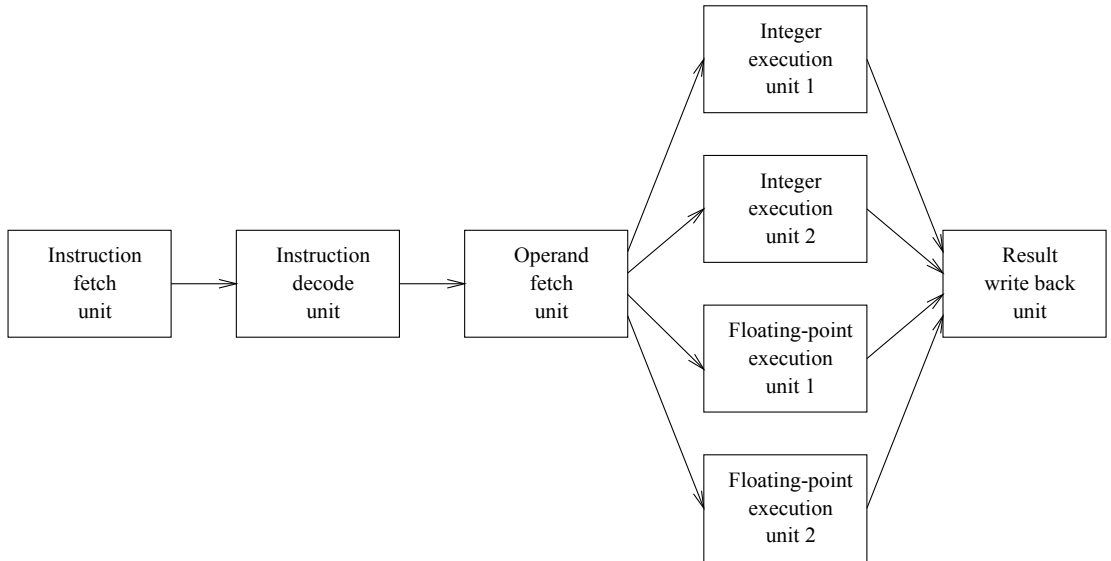 Instruction
fetch
unit
Instruction
decode
unit
Operand
fetch
unit
Integer
execution
unit 1
Integer
execution
unit 2
Floating-point
execution
unit 1
Floating-point
execution
unit 2
Result
write back
unit